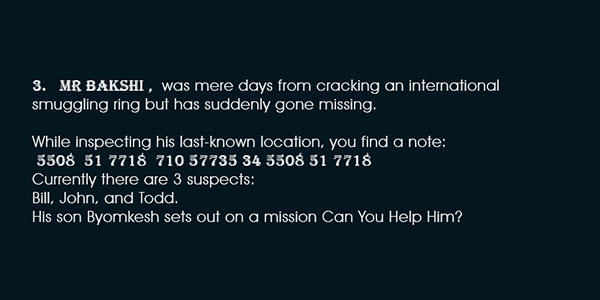 3. MR BAKSHI , was mere days from cracking an international
smuggling ring but has suddenly gone missing.
While inspecting his last-known location, you find a note:
5508 51 7718 710 57735 34 5508 51 7718
Currently there are 3 suspects:
Bill, John, and Todd.
His son Byomkesh sets out on a mission Can You Help Him?